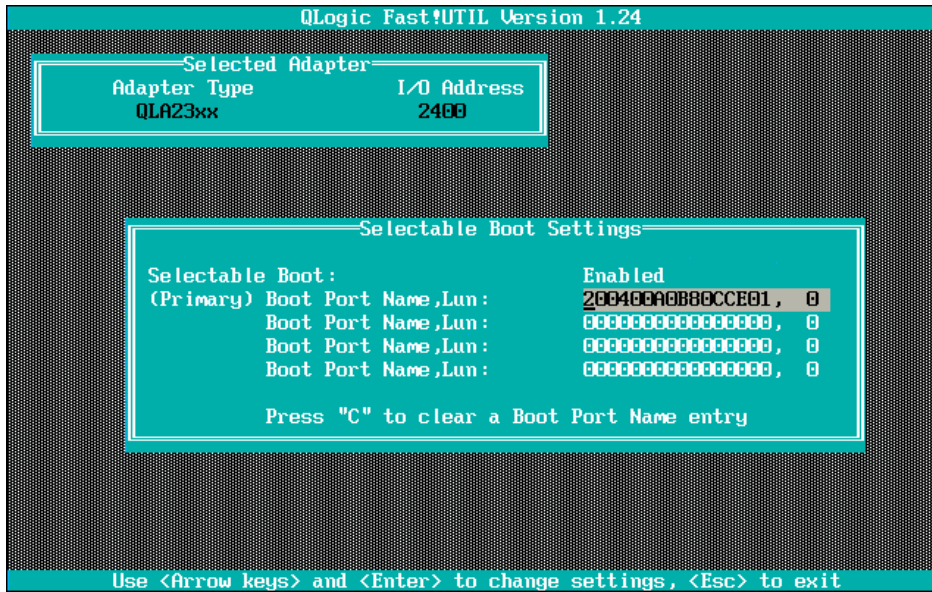 QLogic Fast!UTIL Version 1.24
Selected Adapter
Adapter Type I/O Address
QLA23xx 2400
Selectable Boot Settings
Selectable Boot: Enabled
(Primary) Boot Port Name,Lun: 200400A0B80CCE01, 0
Boot Port Name,Lun: 0000000000000000, 0
Boot Port Name,Lun: 0000000000000000, 0
Boot Port Name,Lun: 0000000000000000, 0
Press "C" to clear a Boot Port Name entry
Use <Arrow keys> and <Enter> to change settings, <Esc> to exit